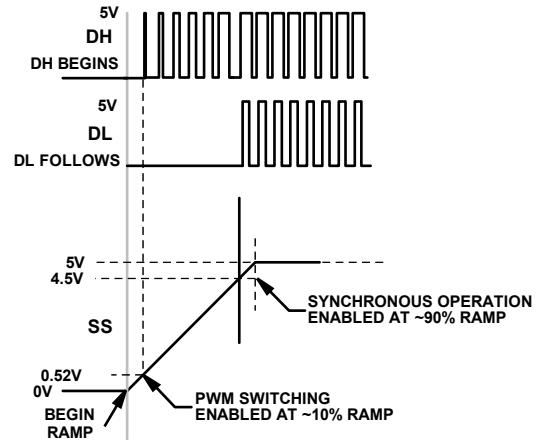 5V
DH
DH BEGINS
5V
DL
DL FOLLOWS
5V
4.5V
SYNCHRONOUS OPERATION
ENABLED AT ~90% RAMP
SS
0.52V
0V
PWM SWITCHING
ENABLED AT ~10% RAMP
BEGIN
RAMP